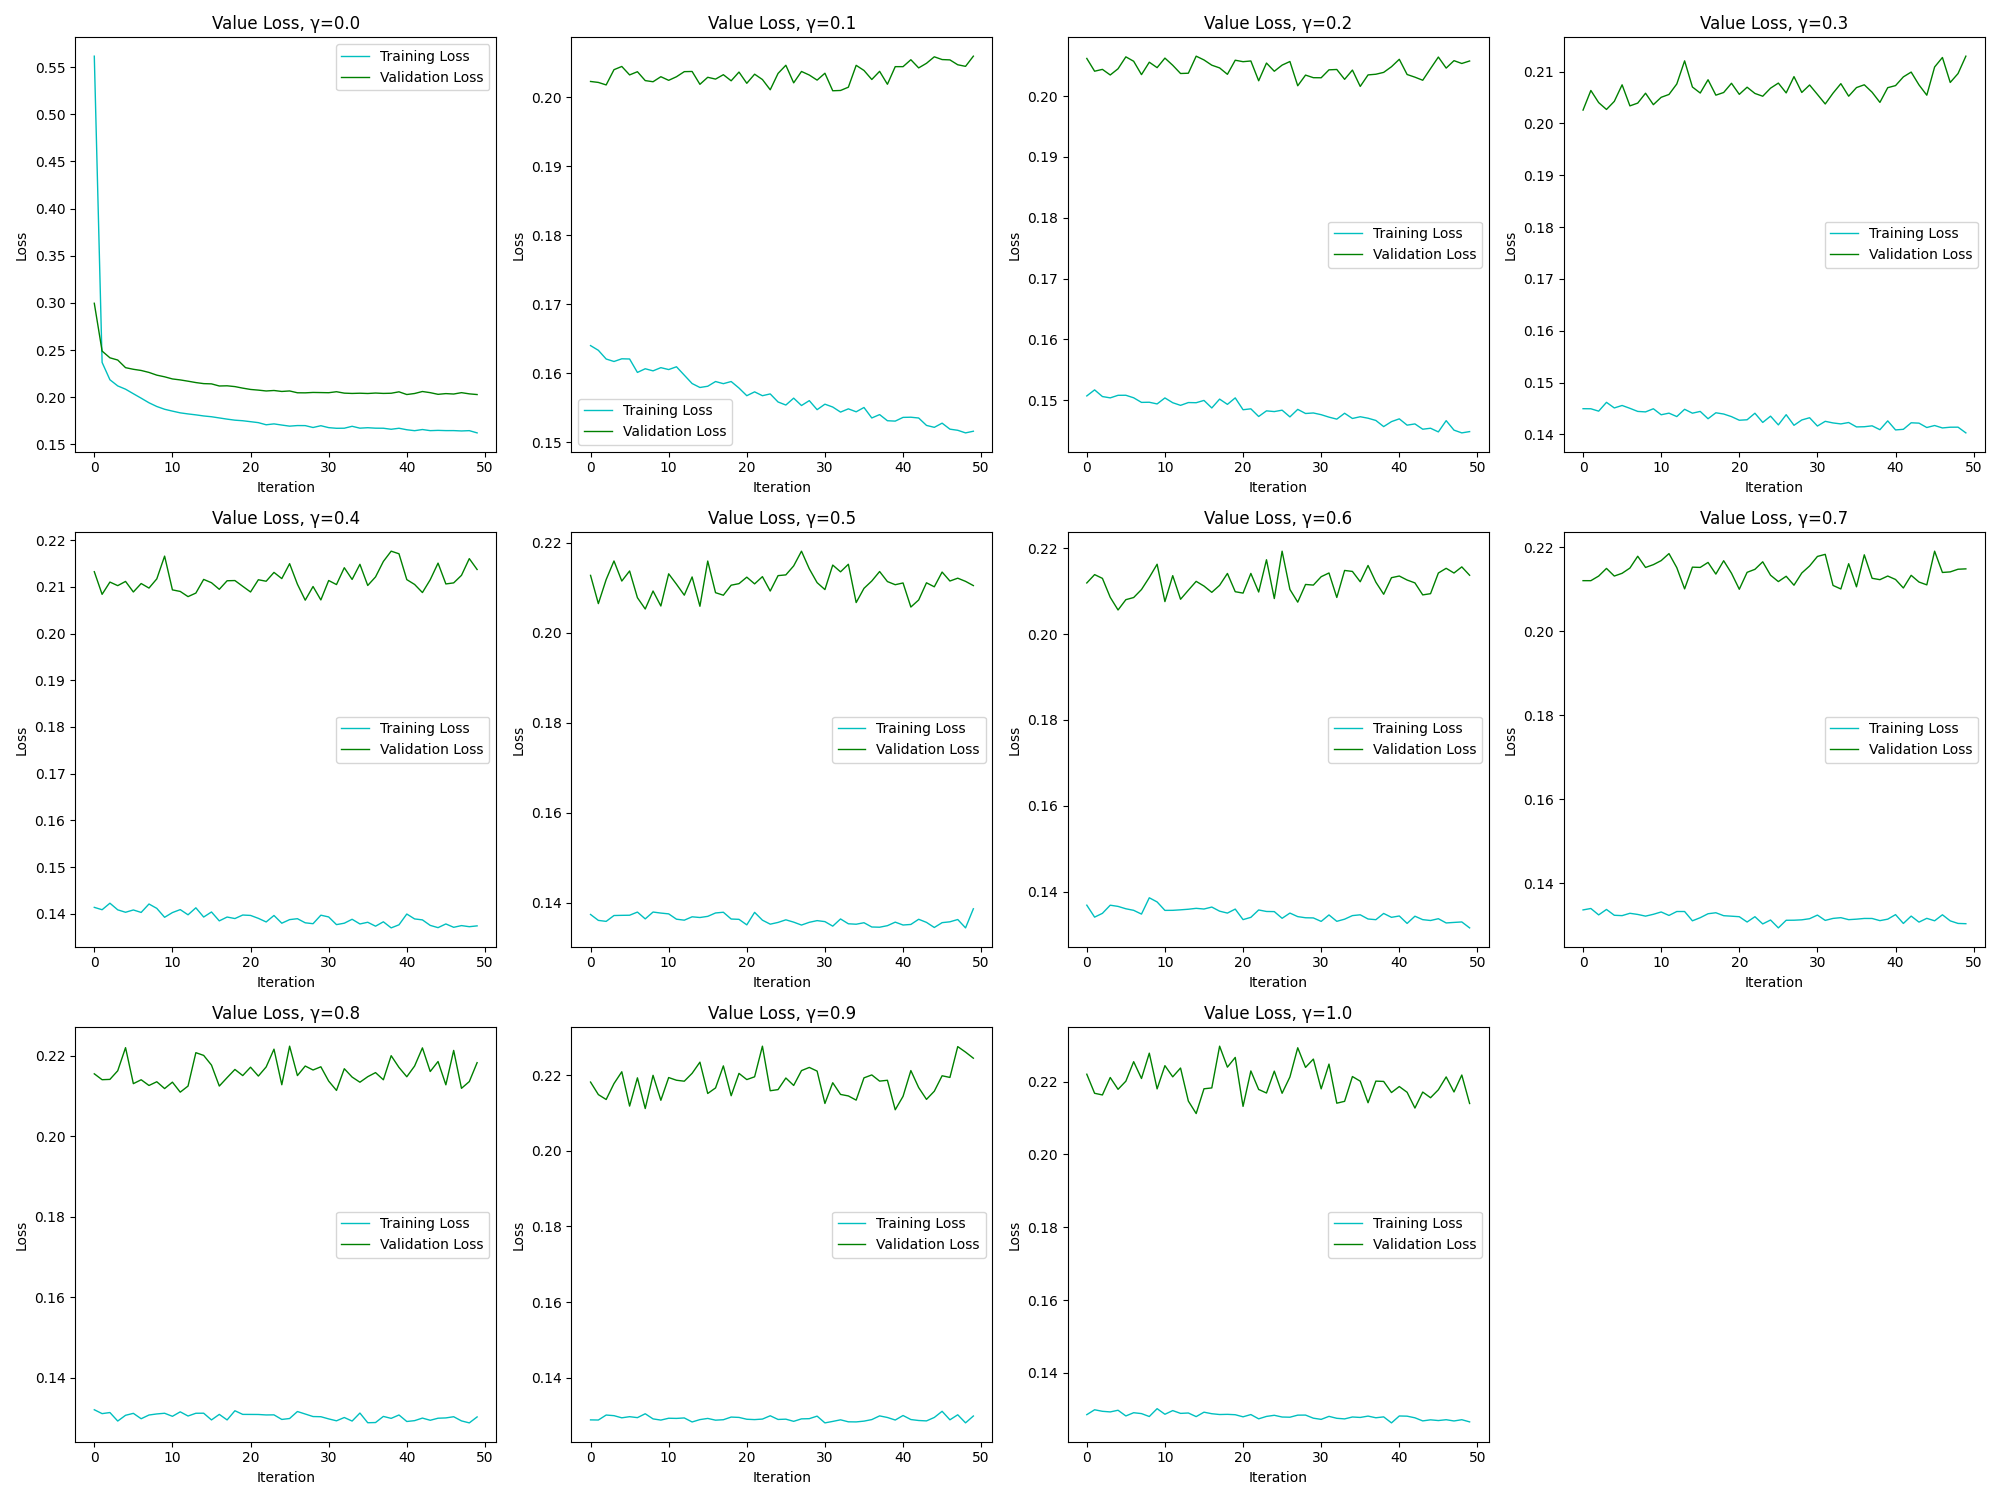 Value Loss, γ=0.0
0.55
0.50
0.45
0.40
0.35
0.30
0.25
0.20
0.15
Loss
Training Loss
Validation Loss
0 10 20 30 40 50
Iteration
Value Loss, γ=0.1
0.20
0.19
0.18
0.17
0.16
0.15
Loss
Training Loss
Validation Loss
0 10 20 30 40 50
Iteration
Value Loss, γ=0.2
0.20
0.19
0.18
0.17
0.16
0.15
Loss
Training Loss
Validation Loss
0 10 20 30 40 50
Iteration
Value Loss, γ=0.3
0.21
0.20
0.19
0.18
0.17
0.16
0.15
0.14
Loss
Training Loss
Validation Loss
0 10 20 30 40 50
Iteration
Value Loss, γ=0.4
0.22
0.21
0.20
0.19
0.18
0.17
0.16
0.15
0.14
Loss
Training Loss
Validation Loss
0 10 20 30 40 50
Iteration
Value Loss, γ=0.5
0.22
0.20
0.18
0.16
0.14
Loss
Training Loss
Validation Loss
0 10 20 30 40 50
Iteration
Value Loss, γ=0.6
0.22
0.20
0.18
0.16
0.14
Loss
Training Loss
Validation Loss
0 10 20 30 40 50
Iteration
Value Loss, γ=0.7
0.22
0.20
0.18
0.16
0.14
Loss
Training Loss
Validation Loss
0 10 20 30 40 50
Iteration
Value Loss, γ=0.8
0.22
0.20
0.18
0.16
0.14
Loss
Training Loss
Validation Loss
0 10 20 30 40 50
Iteration
Value Loss, γ=0.9
0.22
0.20
0.18
0.16
0.14
Loss
Training Loss
Validation Loss
0 10 20 30 40 50
Iteration
Value Loss, γ=1.0
0.22
0.20
0.18
0.16
0.14
Loss
Training Loss
Validation Loss
0 10 20 30 40 50
Iteration